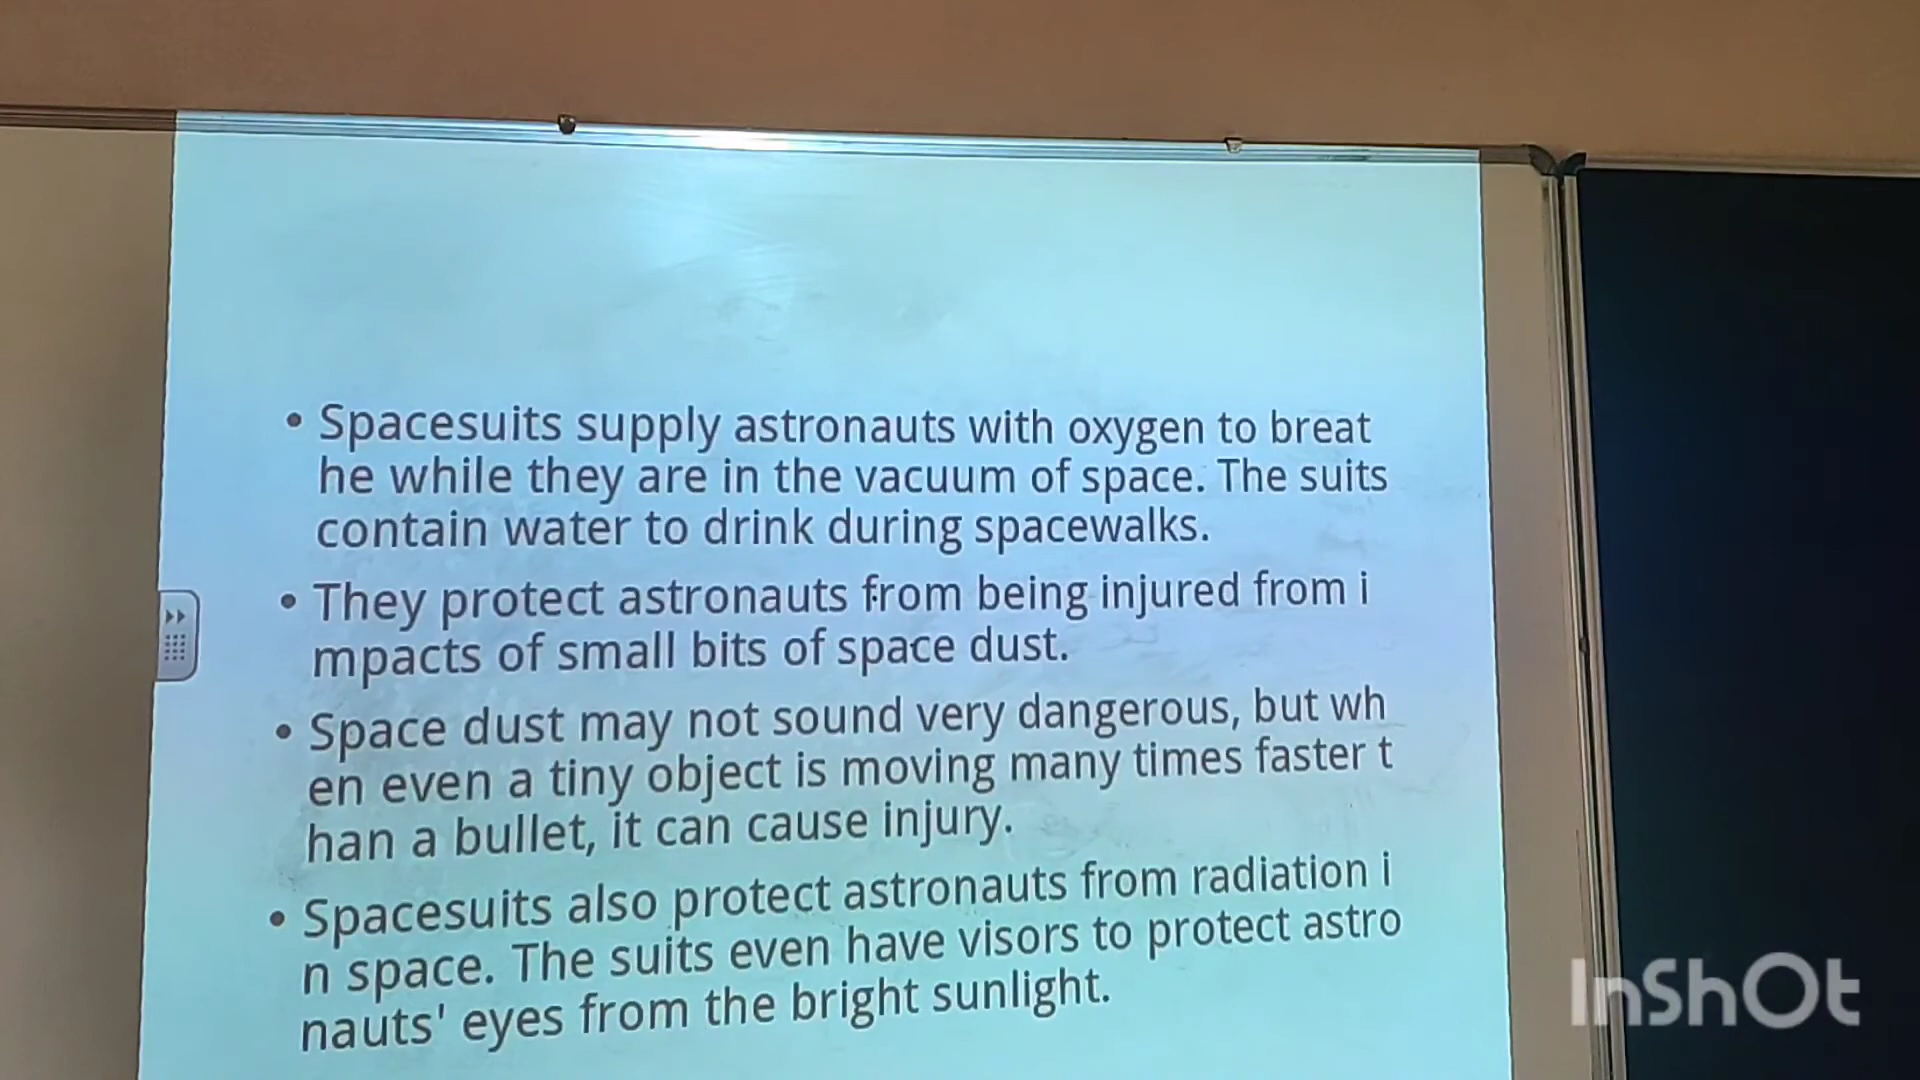 • Spacesuits supply astronauts with oxygen to breat
he while they are in the vacuum of space. The suits
contain water to drink during spacewalks.
• They protect astronauts from being injured from i
mpacts of small bits of space dust.
• Space dust may not sound very dangerous, but wh
en even a tiny object is moving many times faster t
han a bullet, it can cause injury.
• Spacesuits also protect astronauts from radiation i
n space. The suits even have visors to protect astro
nauts' eyes from the bright sunlight.
InShOt